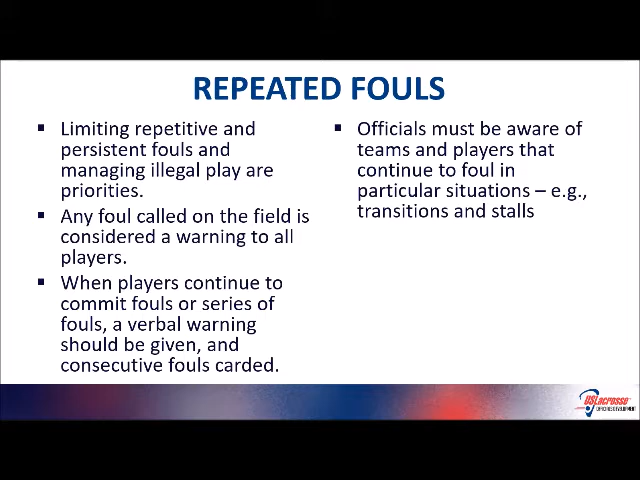 REPEATED FOULS
▪ Limiting repetitive and
persistent fouls and
managing illegal play are
priorities.
▪ Any foul called on the field is
considered a warning to all
players.
▪ When players continue to
commit fouls or series of
fouls, a verbal warning
should be given, and
consecutive fouls carded.
▪ Officials must be aware of
teams and players that
continue to foul in
particular situations – e.g.,
transitions and stalls
USLacrosse
OFFICIALS DEVELOPMENT